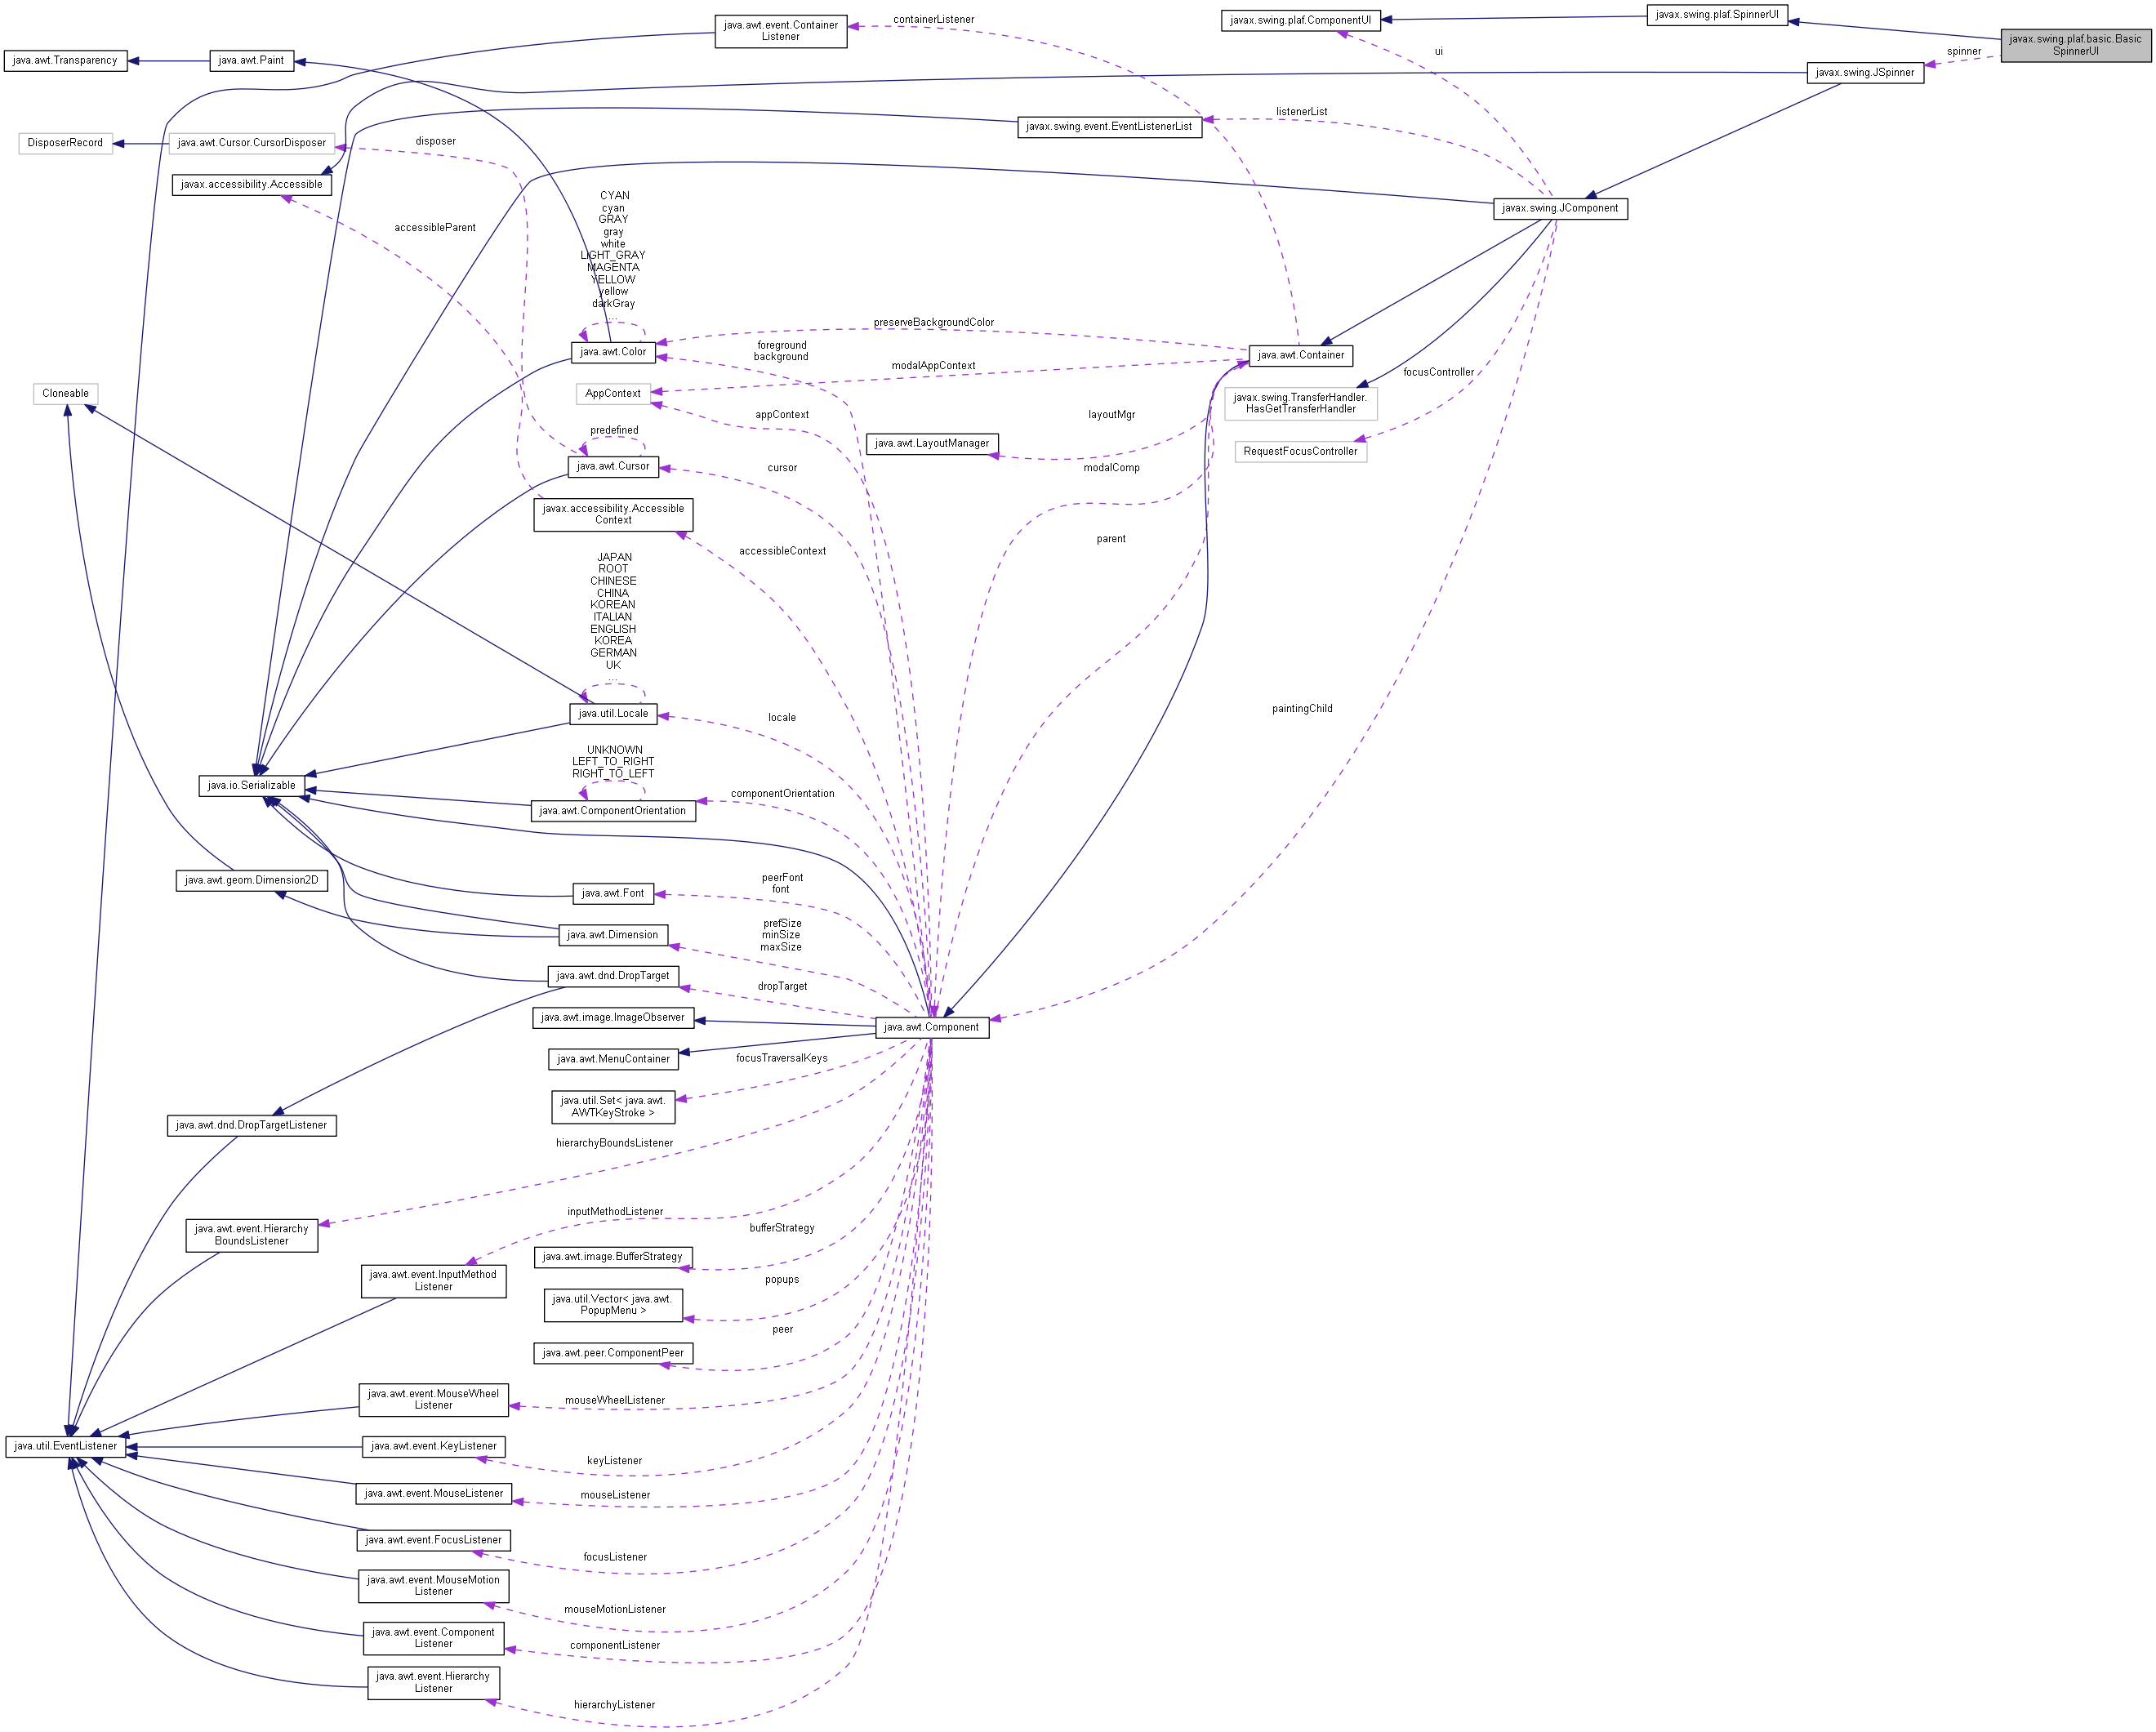 java.awt.event.Container
Listener
containerListener
javax.swing.plaf.ComponentUI
javax.swing.plaf.SpinnerUI
javax.swing.plaf.basic.Basic
SpinnerUI
ui
spinner
java.awt.Transparency
java.awt.Paint
javax.swing.JSpinner
listenerList
javax.swing.event.EventListenerList
DisposerRecord
java.awt.Cursor.CursorDisposer
disposer
javax.accessibility.Accessible
accessibleParent
CYAN
cyan
GRAY
gray
white
LIGHT_GRAY
MAGENTA
YELLOW
yellow
darkGray
...
javax.swing.JComponent
preserveBackgroundColor
java.awt.Color
foreground
background
java.awt.Container
modalAppContext
focusController
Cloneable
AppContext
javax.swing.TransferHandler.
HasGetTransferHandler
appContext
layoutMgr
predefined
java.awt.LayoutManager
RequestFocusController
java.awt.Cursor
cursor
modalComp
javax.accessibility.Accessible
Context
accessibleContext
parent
JAPAN
ROOT
CHINESE
CHINA
KOREAN
ITALIAN
ENGLISH
KOREA
GERMAN
UK
...
java.util.Locale
locale
paintingChild
UNKNOWN
LEFT_TO_RIGHT
RIGHT_TO_LEFT
java.io.Serializable
java.awt.ComponentOrientation
componentOrientation
java.awt.geom.Dimension2D
java.awt.Font
peerFont
font
java.awt.Dimension
prefSize
minSize
maxSize
java.awt.dnd.DropTarget
dropTarget
java.awt.image.ImageObserver
java.awt.Component
java.awt.MenuContainer
focusTraversalKeys
java.util.Set< java.awt.
AWTKeyStroke >
java.awt.dnd.DropTargetListener
hierarchyBoundsListener
java.awt.event.Hierarchy
BoundsListener
inputMethodListener
bufferStrategy
java.awt.image.BufferStrategy
java.awt.event.InputMethod
Listener
popups
java.util.Vector< java.awt.
PopupMenu >
peer
java.awt.peer.ComponentPeer
java.awt.event.MouseWheel
Listener
mouseWheelListener
java.util.EventListener
java.awt.event.KeyListener
keyListener
java.awt.event.MouseListener
mouseListener
java.awt.event.FocusListener
focusListener
java.awt.event.MouseMotion
Listener
mouseMotionListener
java.awt.event.Component
Listener
componentListener
java.awt.event.Hierarchy
Listener
hierarchyListener